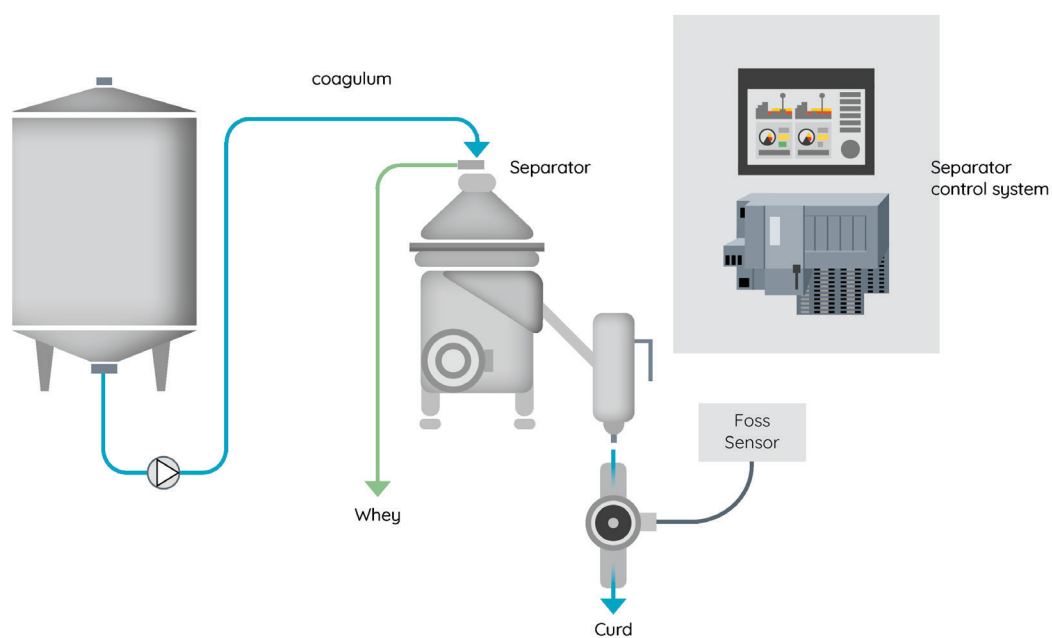 coagulum
Separator
Separator
control system
Foss
Sensor
Whey
Curd